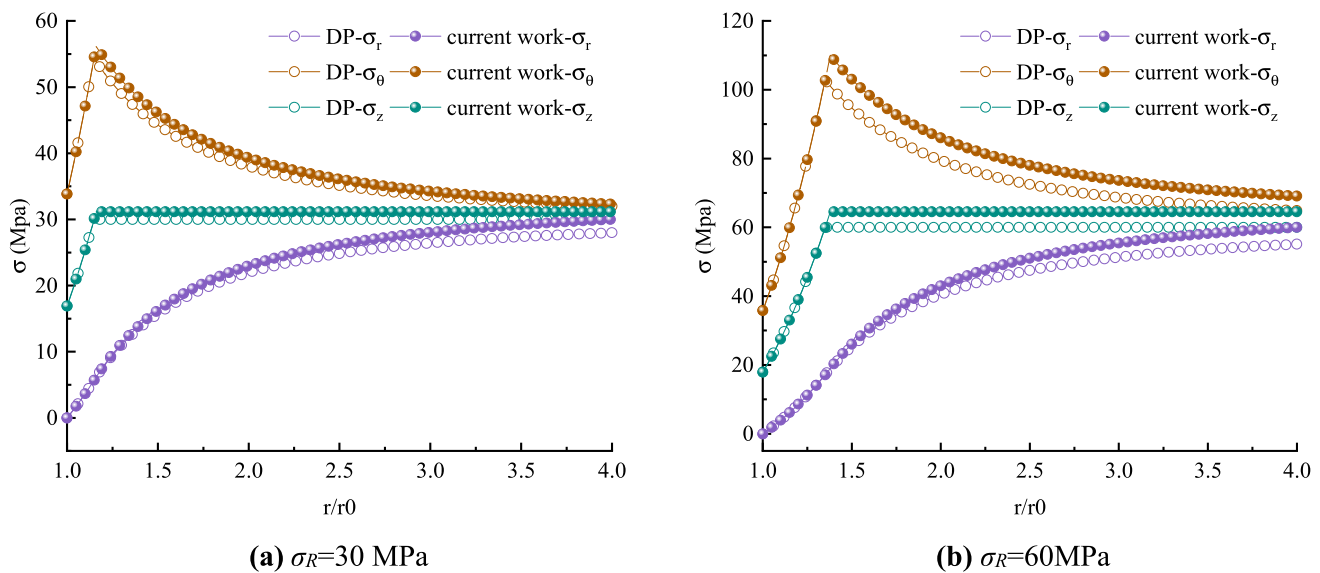 60
50
40
30
20
10
0
σ (Mpa)
DP-σr current work-σr
DP-σθ current work-σθ
DP-σz current work-σz
1.0 1.5 2.0 2.5 3.0 3.5 4.0
r/r0
(a) σR=30 MPa
120
100
80
60
40
20
0
σ (Mpa)
DP-σr current work-σr
DP-σθ current work-σθ
DP-σz current work-σz
1.0 1.5 2.0 2.5 3.0 3.5 4.0
r/r0
(b) σR=60MPa